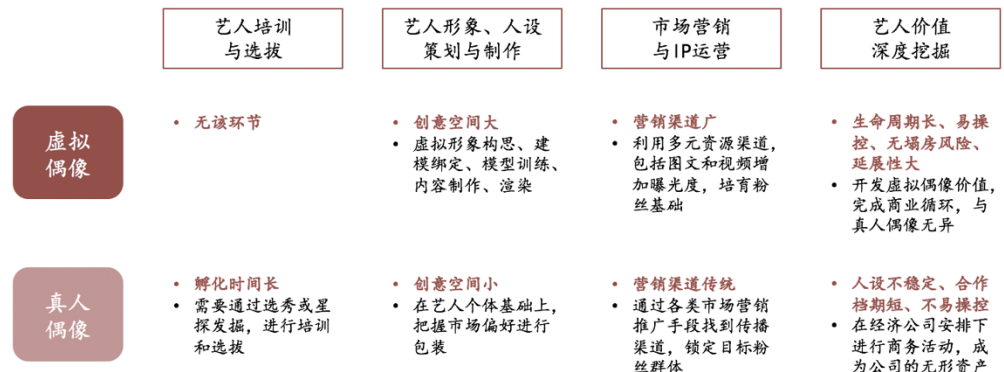 艺人培训
与选拔
艺人形象、人设
策划与制作
市场营销
与IP运营
艺人价值
深度挖掘
虚拟
偶像
• 无该环节
• 创意空间大
• 虚拟形象构思、建
模绑定、模型训练、
内容制作、渲染
• 营销渠道广
• 利用多元资源渠道，
包括图文和视频增
加曝光度，培育粉
丝基础
• 生命周期长、易操
控、无塌房风险、
延展性大
• 开发虚拟偶像价值，
完成商业循环，与
真人偶像无异
真人
偶像
• 孵化时间长
• 需要通过选秀或星
探发掘，进行培训
和选拔
• 创意空间小
• 在艺人个体基础上，
把握市场偏好进行
包装
• 营销渠道传统
• 通过各类市场营销
推广手段找到传播
渠道，锁定目标粉
丝群体
• 人设不稳定、合作
档期短、不易操控
• 在经济公司安排下
进行商务活动，成
为公司的无形资产